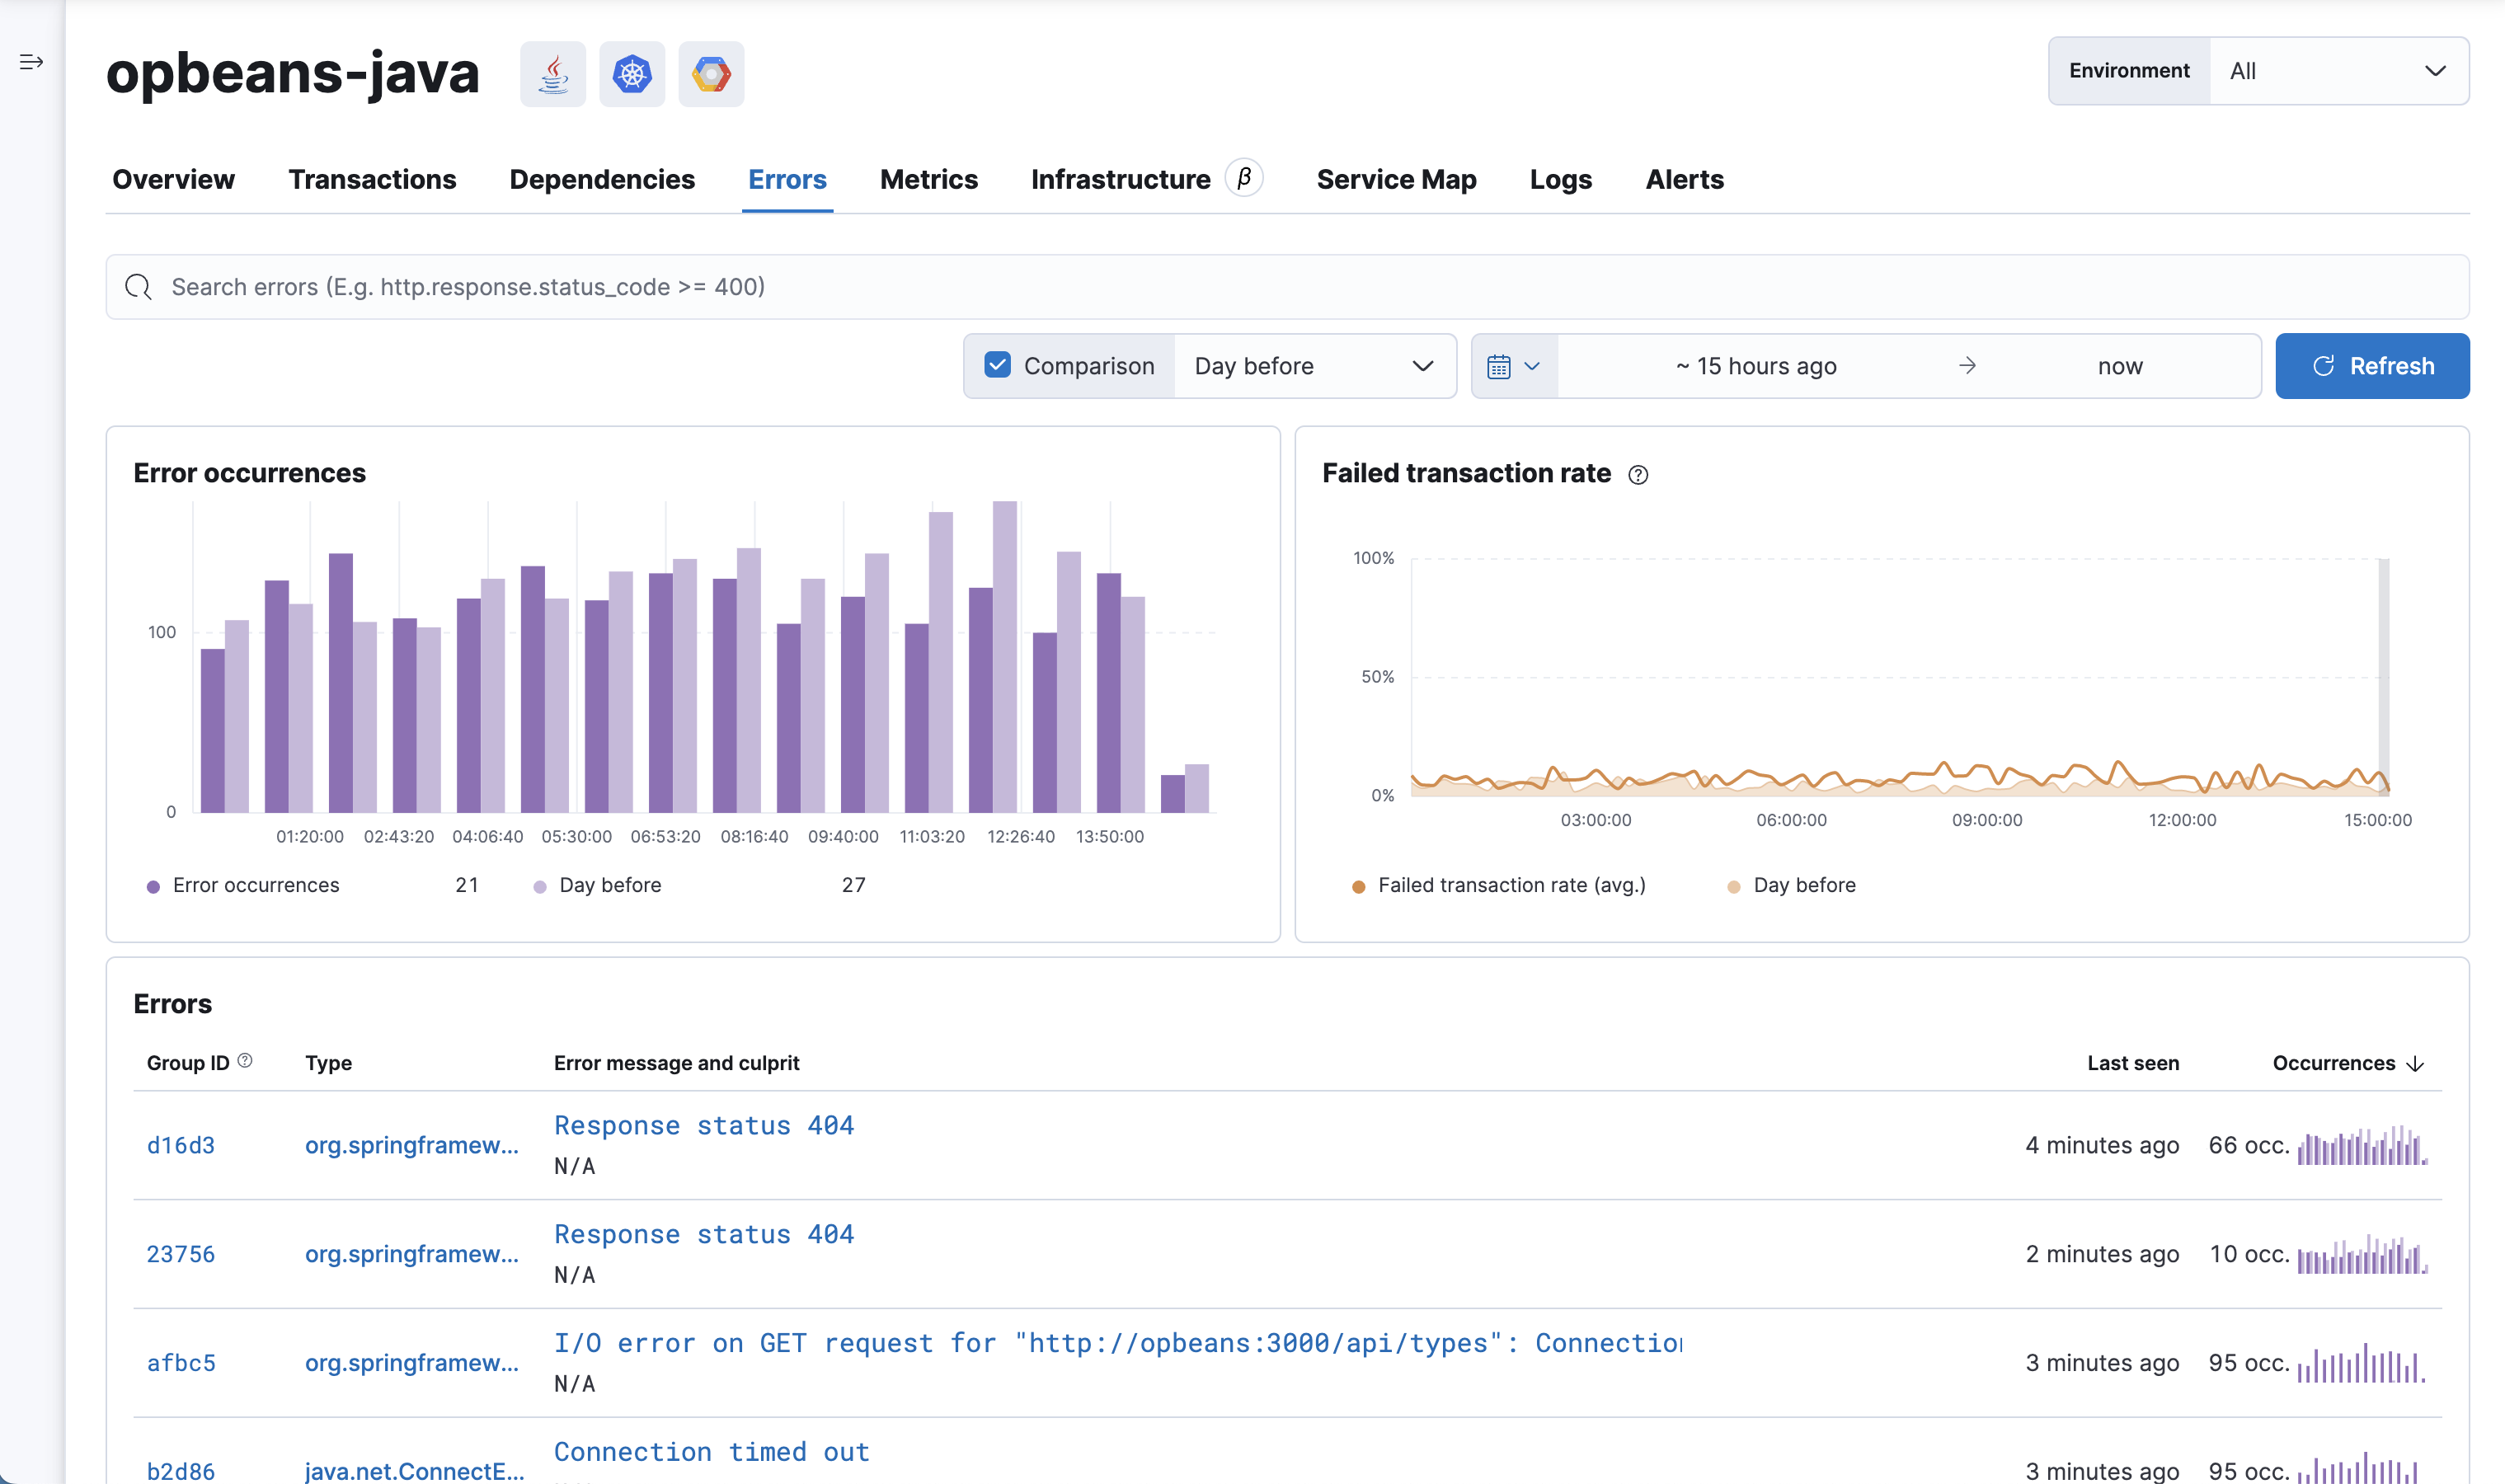 opbeans-java
Environment All
Overview Transactions Dependencies Errors Metrics Infrastructure β Service Map Logs Alerts
Search errors (E.g. http.response.status_code >= 400)
Comparison Day before ~ 15 hours ago → now Refresh
Error occurrences
100
0
01:20:00 02:43:20 04:06:40 05:30:00 06:53:20 08:16:40 09:40:00 11:03:20 12:26:40 13:50:00
Error occurrences 21 Day before 27
Failed transaction rate
100%
50%
0%
03:00:00 06:00:00 09:00:00 12:00:00 15:00:00
Failed transaction rate (avg.) Day before
Errors
Group ID Type Error message and culprit Last seen Occurrences
d16d3 org.springframew... Response status 404 4 minutes ago 66 occ.
N/A
23756 org.springframew... Response status 404 2 minutes ago 10 occ.
N/A
afbc5 org.springframew... I/O error on GET request for "http://opbeans:3000/api/types": Connection 3 minutes ago 95 occ.
N/A
b2d86 java.net.ConnectE... Connection timed out 3 minutes ago 95 occ.